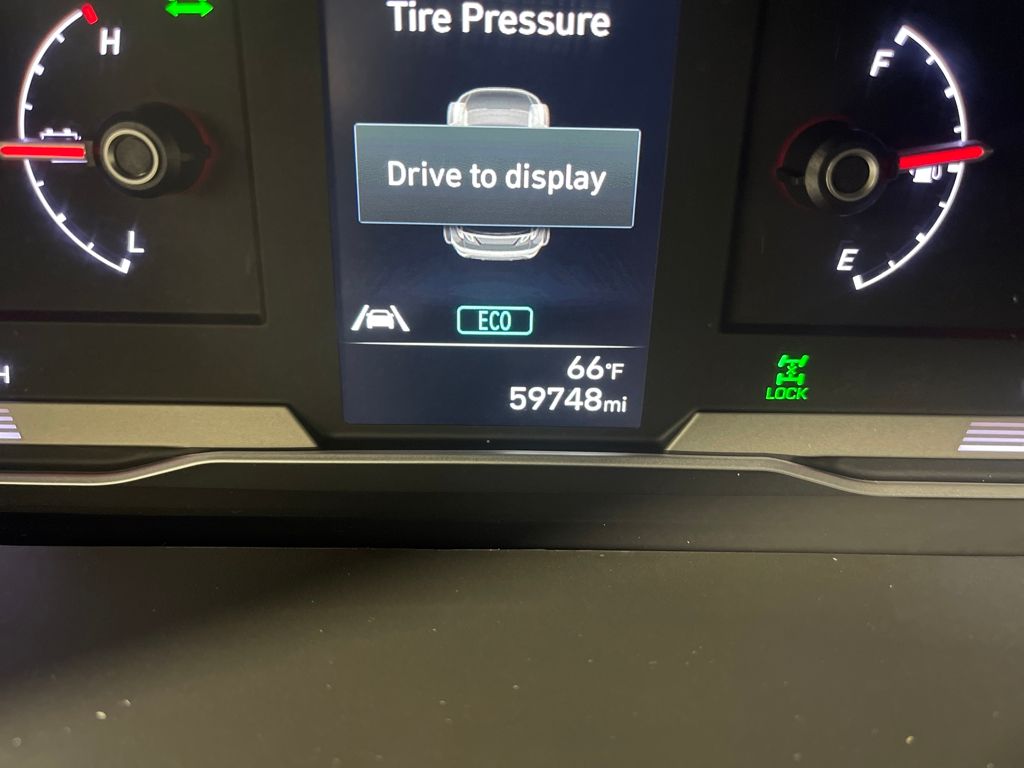 Tire Pressure
H
F
Drive to display
L
E
ECO
66°F
H
LOCK
59748mi